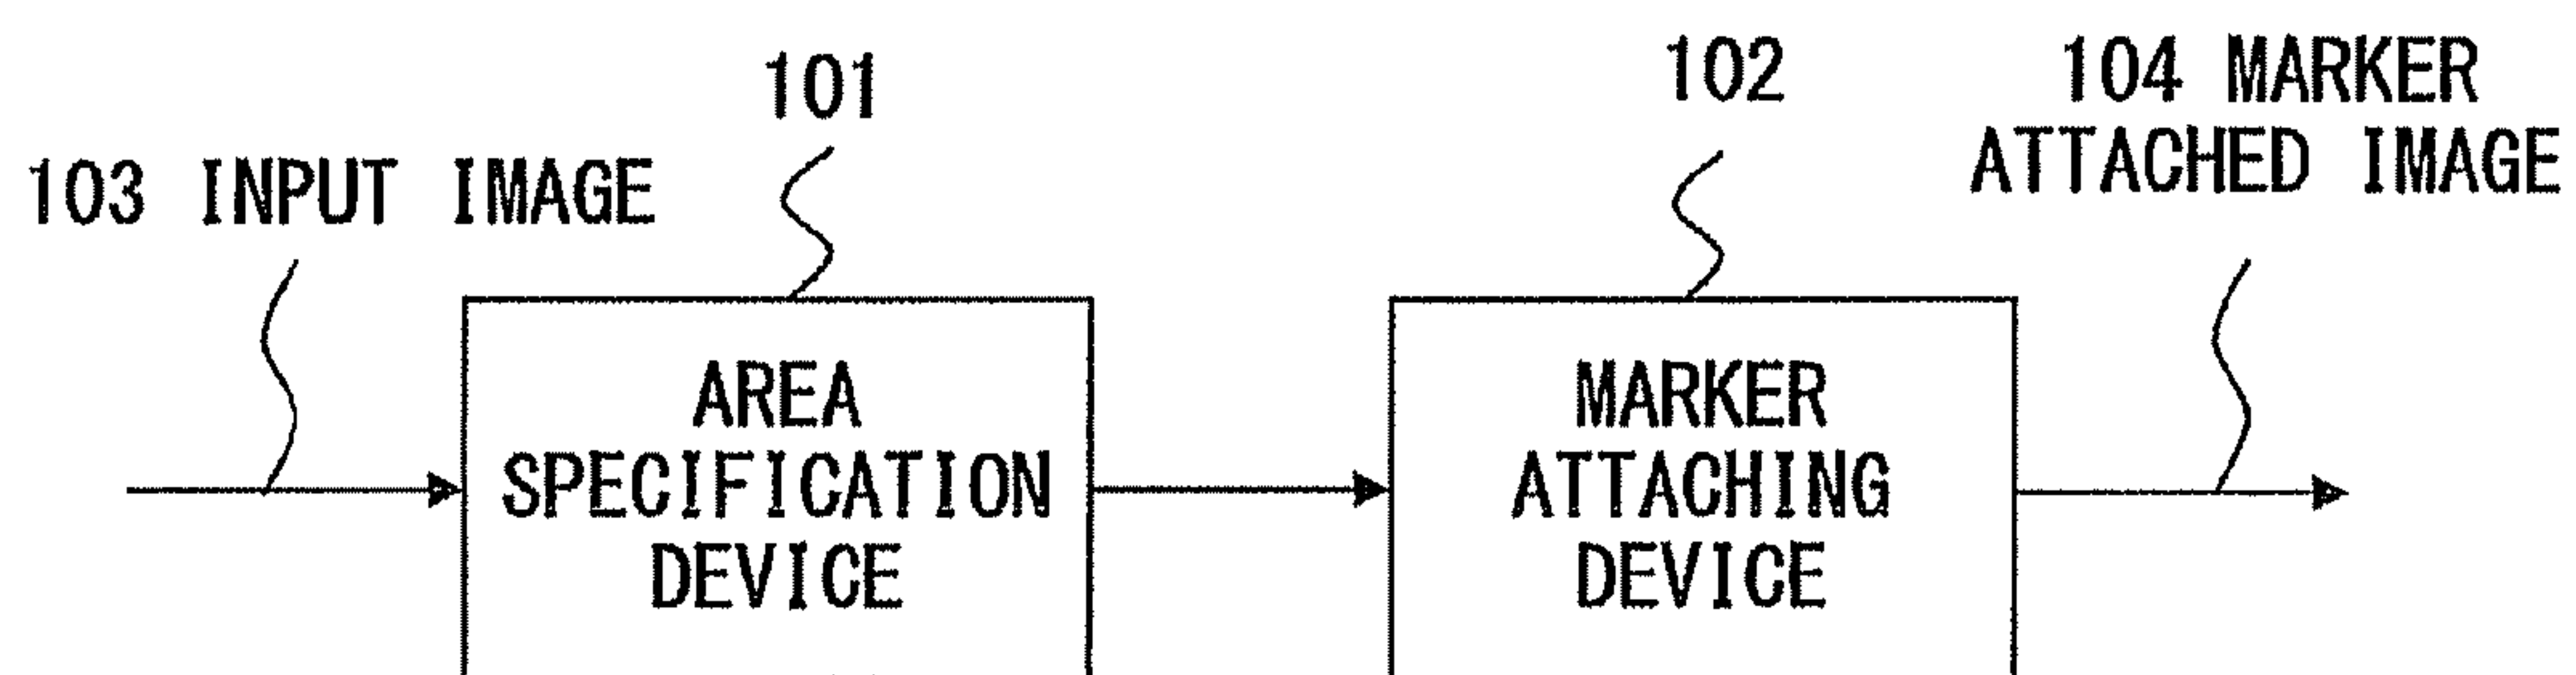 101
102
104 MARKER
ATTACHED IMAGE
103 INPUT IMAGE
AREA
SPECIFICATION
DEVICE
MARKER
ATTACHING
DEVICE